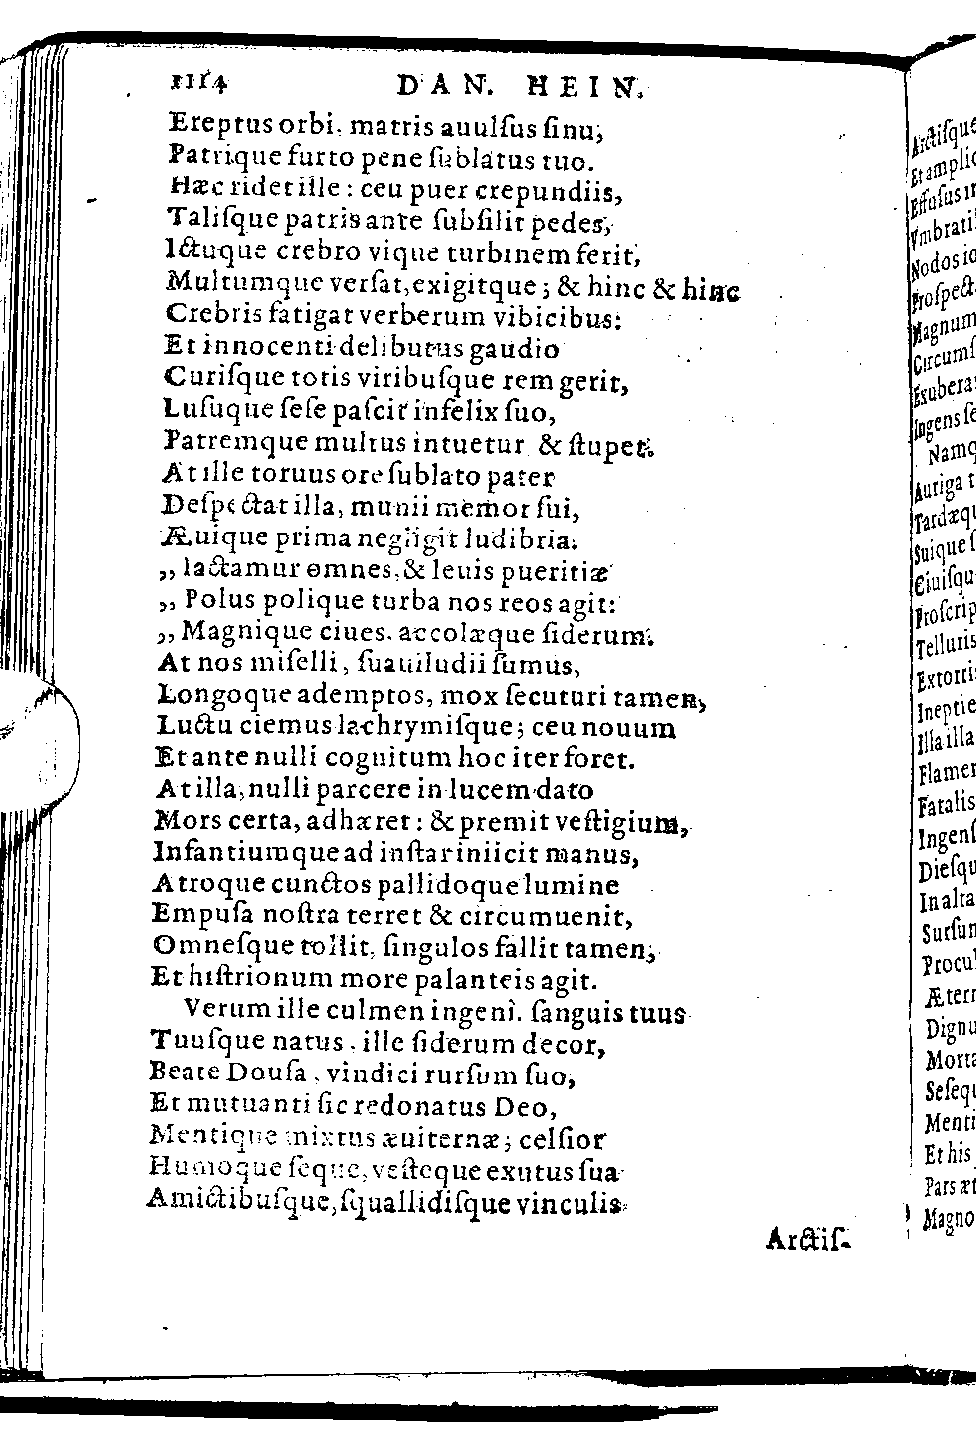 1114 DAN. HEIN.
Ereptus orbi. matris auulſus ſinu;
Patrique furto pene ſublatus tuo.
Hæc ridet ille: ceu puer crepundiis,
Taliſque patris ante ſubſilit pedes,
Ictuque crebro vique turbinem ferit,
Multumque verſat, exigitque; & hinc & hinc
Crebris fatigat verberum vibicibus:
Et innocenti delibutus gaudio
Curiſque totis viribuſque rem gerit,
Luſuque ſeſe paſcit infelix ſuo,
Patremque multus intuetur & ſtupet.
At ille toruus ore ſublato pater
Deſpectat illa, munii memor ſui,
Æuique prima negligit ludibria.
„ Iactamur omnes, & leuis pueritiæ
„ Polus polique turba nos reos agit:
„ Magnique ciues. accolæque ſiderum.
At nos miſelli, ſuauiludii ſumus,
Longoque ademptos, mox ſecuturi tamen,
Luctu ciemus lachrymiſque; ceu nouum
Et ante nulli cognitum hoc iter foret.
At illa, nulli parcere in lucem dato
Mors certa, adhæret: & premit veſtigium,
Infantiumque ad inſtar iniicit manus,
Atroque cunctos pallidoque lumine
Empuſa noſtra terret & circumuenit,
Omneſque tollit, ſingulos fallit tamen,
Et hiſtrionum more palanteis agit.
Verum ille culmen ingenì. ſanguis tuus
Tuuſque natus, ille ſiderum decor,
Beate Douſa, vindici rurſum ſuo,
Et mutuanti ſic redonatus Deo,
Mentique mixtus æuiternæ; celſior
Humoque ſeque, veſteque exutus ſua
Amictibuſque, ſquallidiſque vinculis
Arctiſ-
Arctiſque
Et amplio
Effuſus in
Vmbrati
Nodoſio
Proſpect
Magnum
Circumſ
Exubera
Ingens ſe
Namq
Auriga t
Tardæqu
Suique ſ
Ciuiſqu
Proſcrip
Telluris
Extorri
Ineptie
Illa illa
Flamen
Fatalis
Ingenſ
Dieſqu
In alta
Surſun
Procul
Æterr
Dignu
Morta
Seſequ
Menti
Et his
Pars æt
Magno